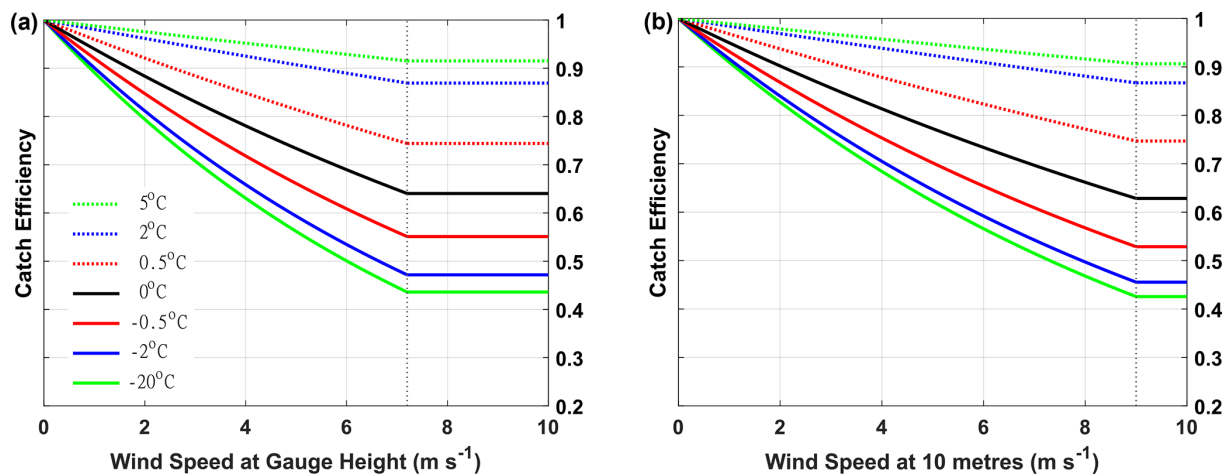 (a)
Catch Efficiency
1
0.9
0.8
0.7
0.6
0.5
0.4
0.3
0.2
5°C
2°C
0.5°C
0°C
-0.5°C
-2°C
-20°C
0 2 4 6 8 10
Wind Speed at Gauge Height (m s⁻¹)
(b)
Catch Efficiency
1
0.9
0.8
0.7
0.6
0.5
0.4
0.3
0.2
0 2 4 6 8 10
Wind Speed at 10 metres (m s⁻¹)